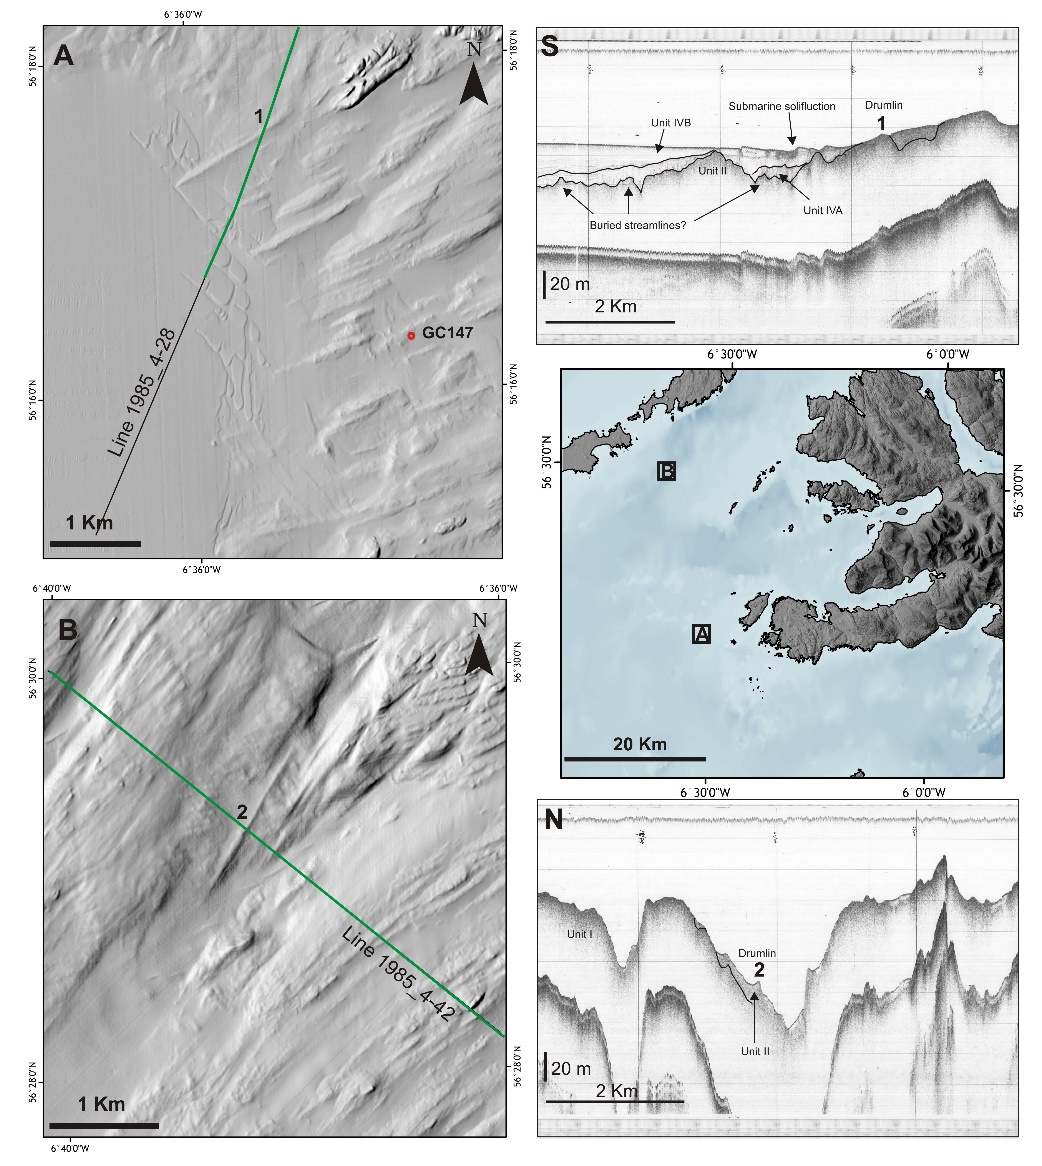 6°36'0"W
A
N
56°18'0"N
56°18'0"N
1
GC147
Line 1985_4-28
56°16'0"N
56°16'0"N
1 Km
6°36'0"W
S
Submarine solifluction
Drumlin
1
Unit IVB
Unit II
Unit IVA
Buried streamlines?
20 m
2 Km
6°30'0"W
6°0'0"W
B
56°30'0"N
56°30'0"N
A
20 Km
6°30'0"W
6°0'0"W
6°40'0"W
6°36'0"W
B
N
56°30'0"N
56°30'0"N
2
Line 1985_4-42
56°28'0"N
56°28'0"N
1 Km
6°40'0"W
N
Unit I
Drumlin
2
Unit II
20 m
2 Km